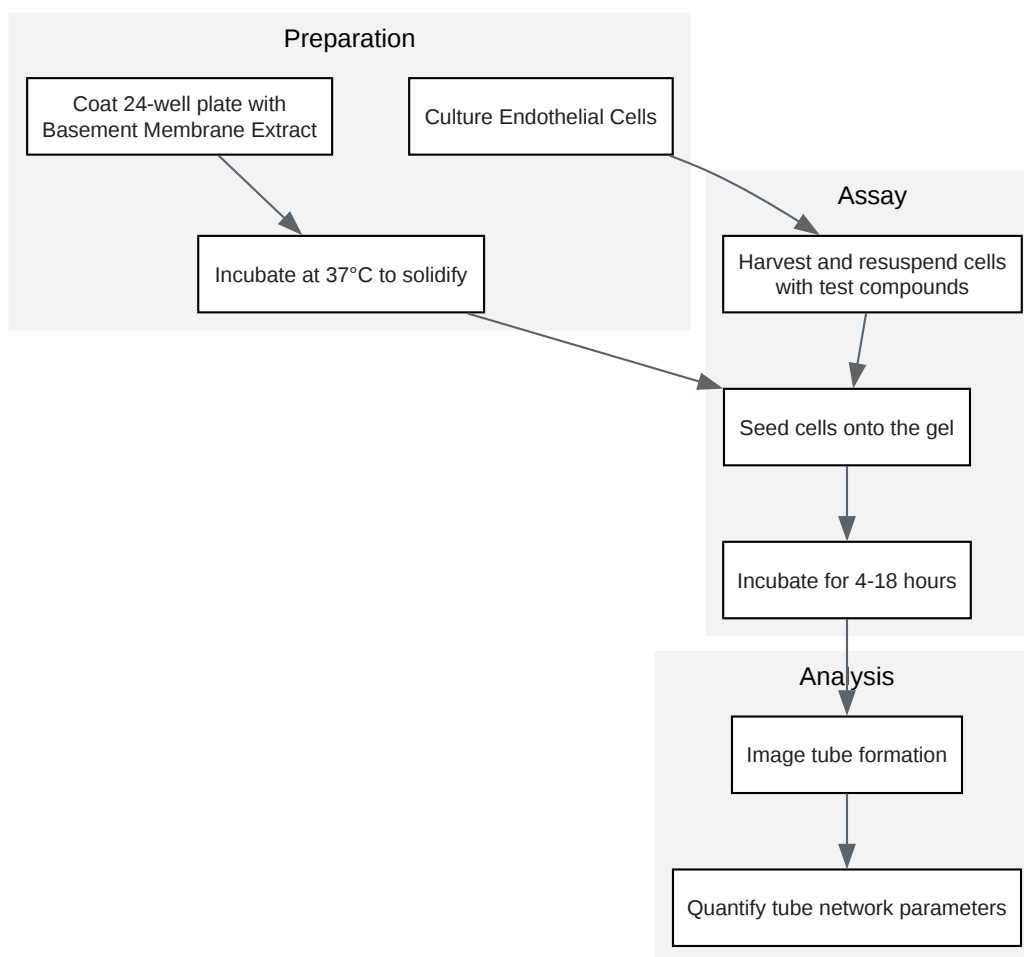 Preparation
Coat 24-well plate with
Basement Membrane Extract
Culture Endothelial Cells
Incubate at 37°C to solidify
Assay
Harvest and resuspend cells
with test compounds
Seed cells onto the gel
Incubate for 4-18 hours
Analysis
Image tube formation
Quantify tube network parameters